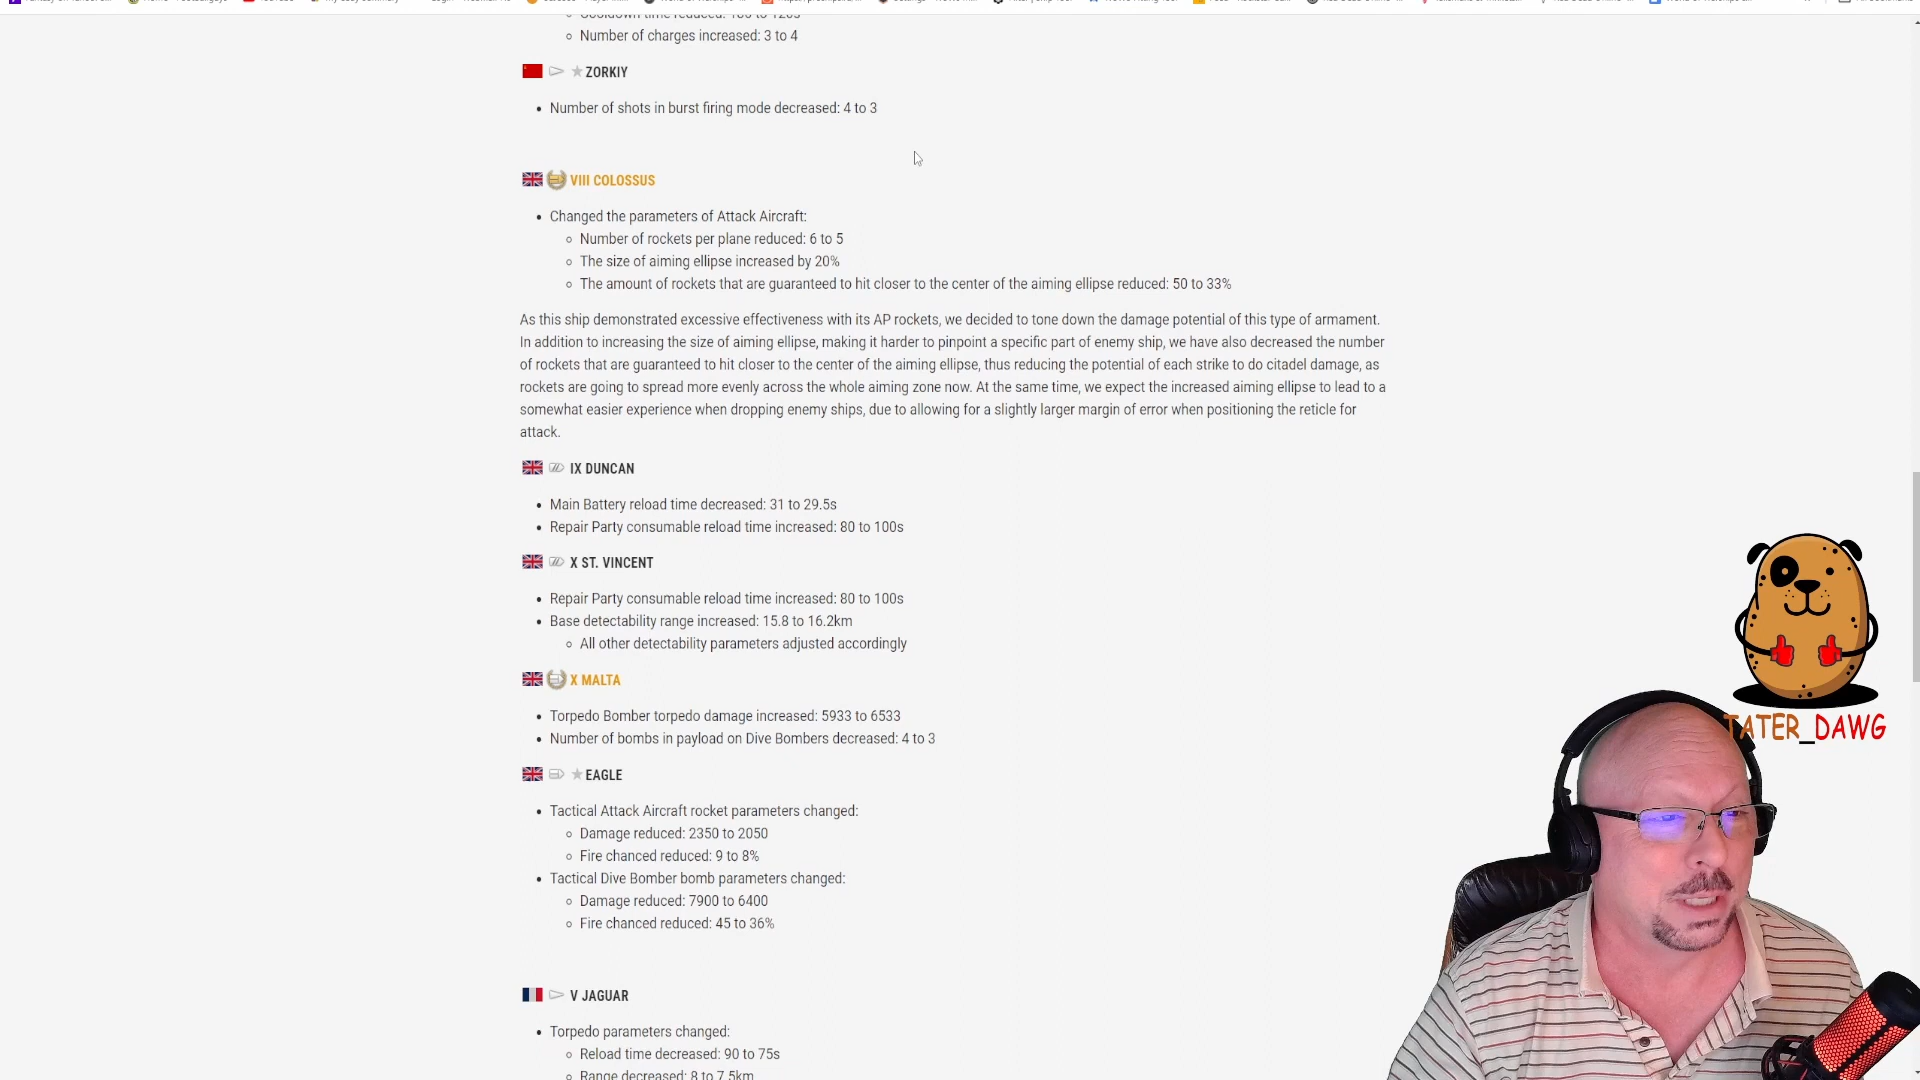 Cooldown time reduced: 180 to 120s
Number of charges increased: 3 to 4
ZORKIY
Number of shots in burst firing mode decreased: 4 to 3
VIII COLOSSUS
Changed the parameters of Attack Aircraft:
Number of rockets per plane reduced: 6 to 5
The size of aiming ellipse increased by 20%
The amount of rockets that are guaranteed to hit closer to the center of the aiming ellipse reduced: 50 to 33%
As this ship demonstrated excessive effectiveness with its AP rockets, we decided to tone down the damage potential of this type of armament.
In addition to increasing the size of aiming ellipse, making it harder to pinpoint a specific part of enemy ship, we have also decreased the number
of rockets that are guaranteed to hit closer to the center of the aiming ellipse, thus reducing the potential of each strike to do citadel damage, as
rockets are going to spread more evenly across the whole aiming zone now. At the same time, we expect the increased aiming ellipse to lead to a
somewhat easier experience when dropping enemy ships, due to allowing for a slightly larger margin of error when positioning the reticle for
attack.
IX DUNCAN
Main Battery reload time decreased: 31 to 29.5s
Repair Party consumable reload time increased: 80 to 100s
X ST. VINCENT
Repair Party consumable reload time increased: 80 to 100s
Base detectability range increased: 15.8 to 16.2km
All other detectability parameters adjusted accordingly
X MALTA
Torpedo Bomber torpedo damage increased: 5933 to 6533
Number of bombs in payload on Dive Bombers decreased: 4 to 3
EAGLE
Tactical Attack Aircraft rocket parameters changed:
Damage reduced: 2350 to 2050
Fire chanced reduced: 9 to 8%
Tactical Dive Bomber bomb parameters changed:
Damage reduced: 7900 to 6400
Fire chanced reduced: 45 to 36%
V JAGUAR
Torpedo parameters changed:
Reload time decreased: 90 to 75s
Range decreased: 8 to 7.5km
TATER_DAWG